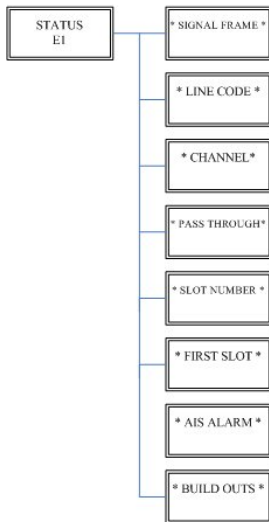 STATUS
E1
* SIGNAL FRAME *
* LINE CODE *
* CHANNEL*
* PASS THROUGH*
* SLOT NUMBER *
* FIRST SLOT *
* AIS ALARM *
* BUILD OUTS *